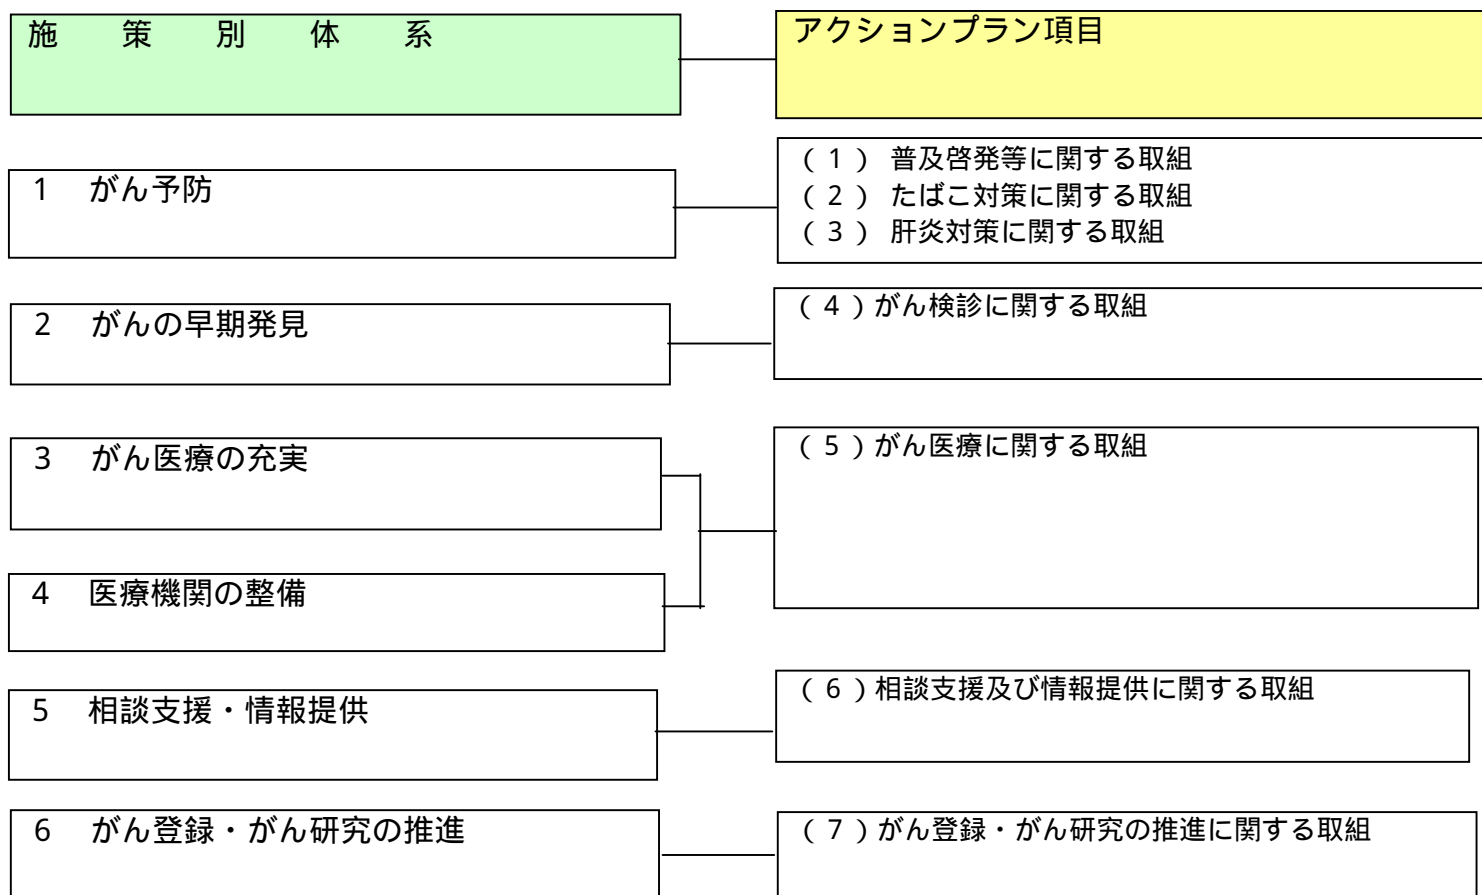 施　策　別　体　系
アクションプラン項目
1　がん予防
（1） 普及啓発等に関する取組
（2） たばこ対策に関する取組
（3） 肝炎対策に関する取組
2　がんの早期発見
（4）がん検診に関する取組
3　がん医療の充実
（5）がん医療に関する取組
4　医療機関の整備
5　相談支援・情報提供
（6）相談支援及び情報提供に関する取組
6　がん登録・がん研究の推進
（7）がん登録・がん研究の推進に関する取組